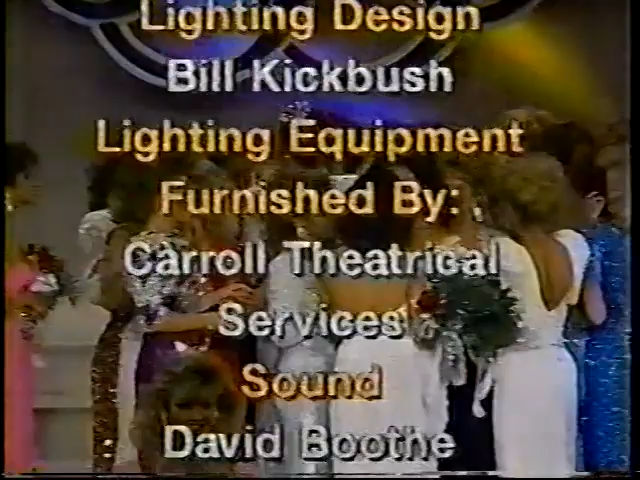 Lighting Design
Bill Kickbush
Lighting Equipment
Furnished By:
Carroll Theatrical
Services
Sound
David Boothe